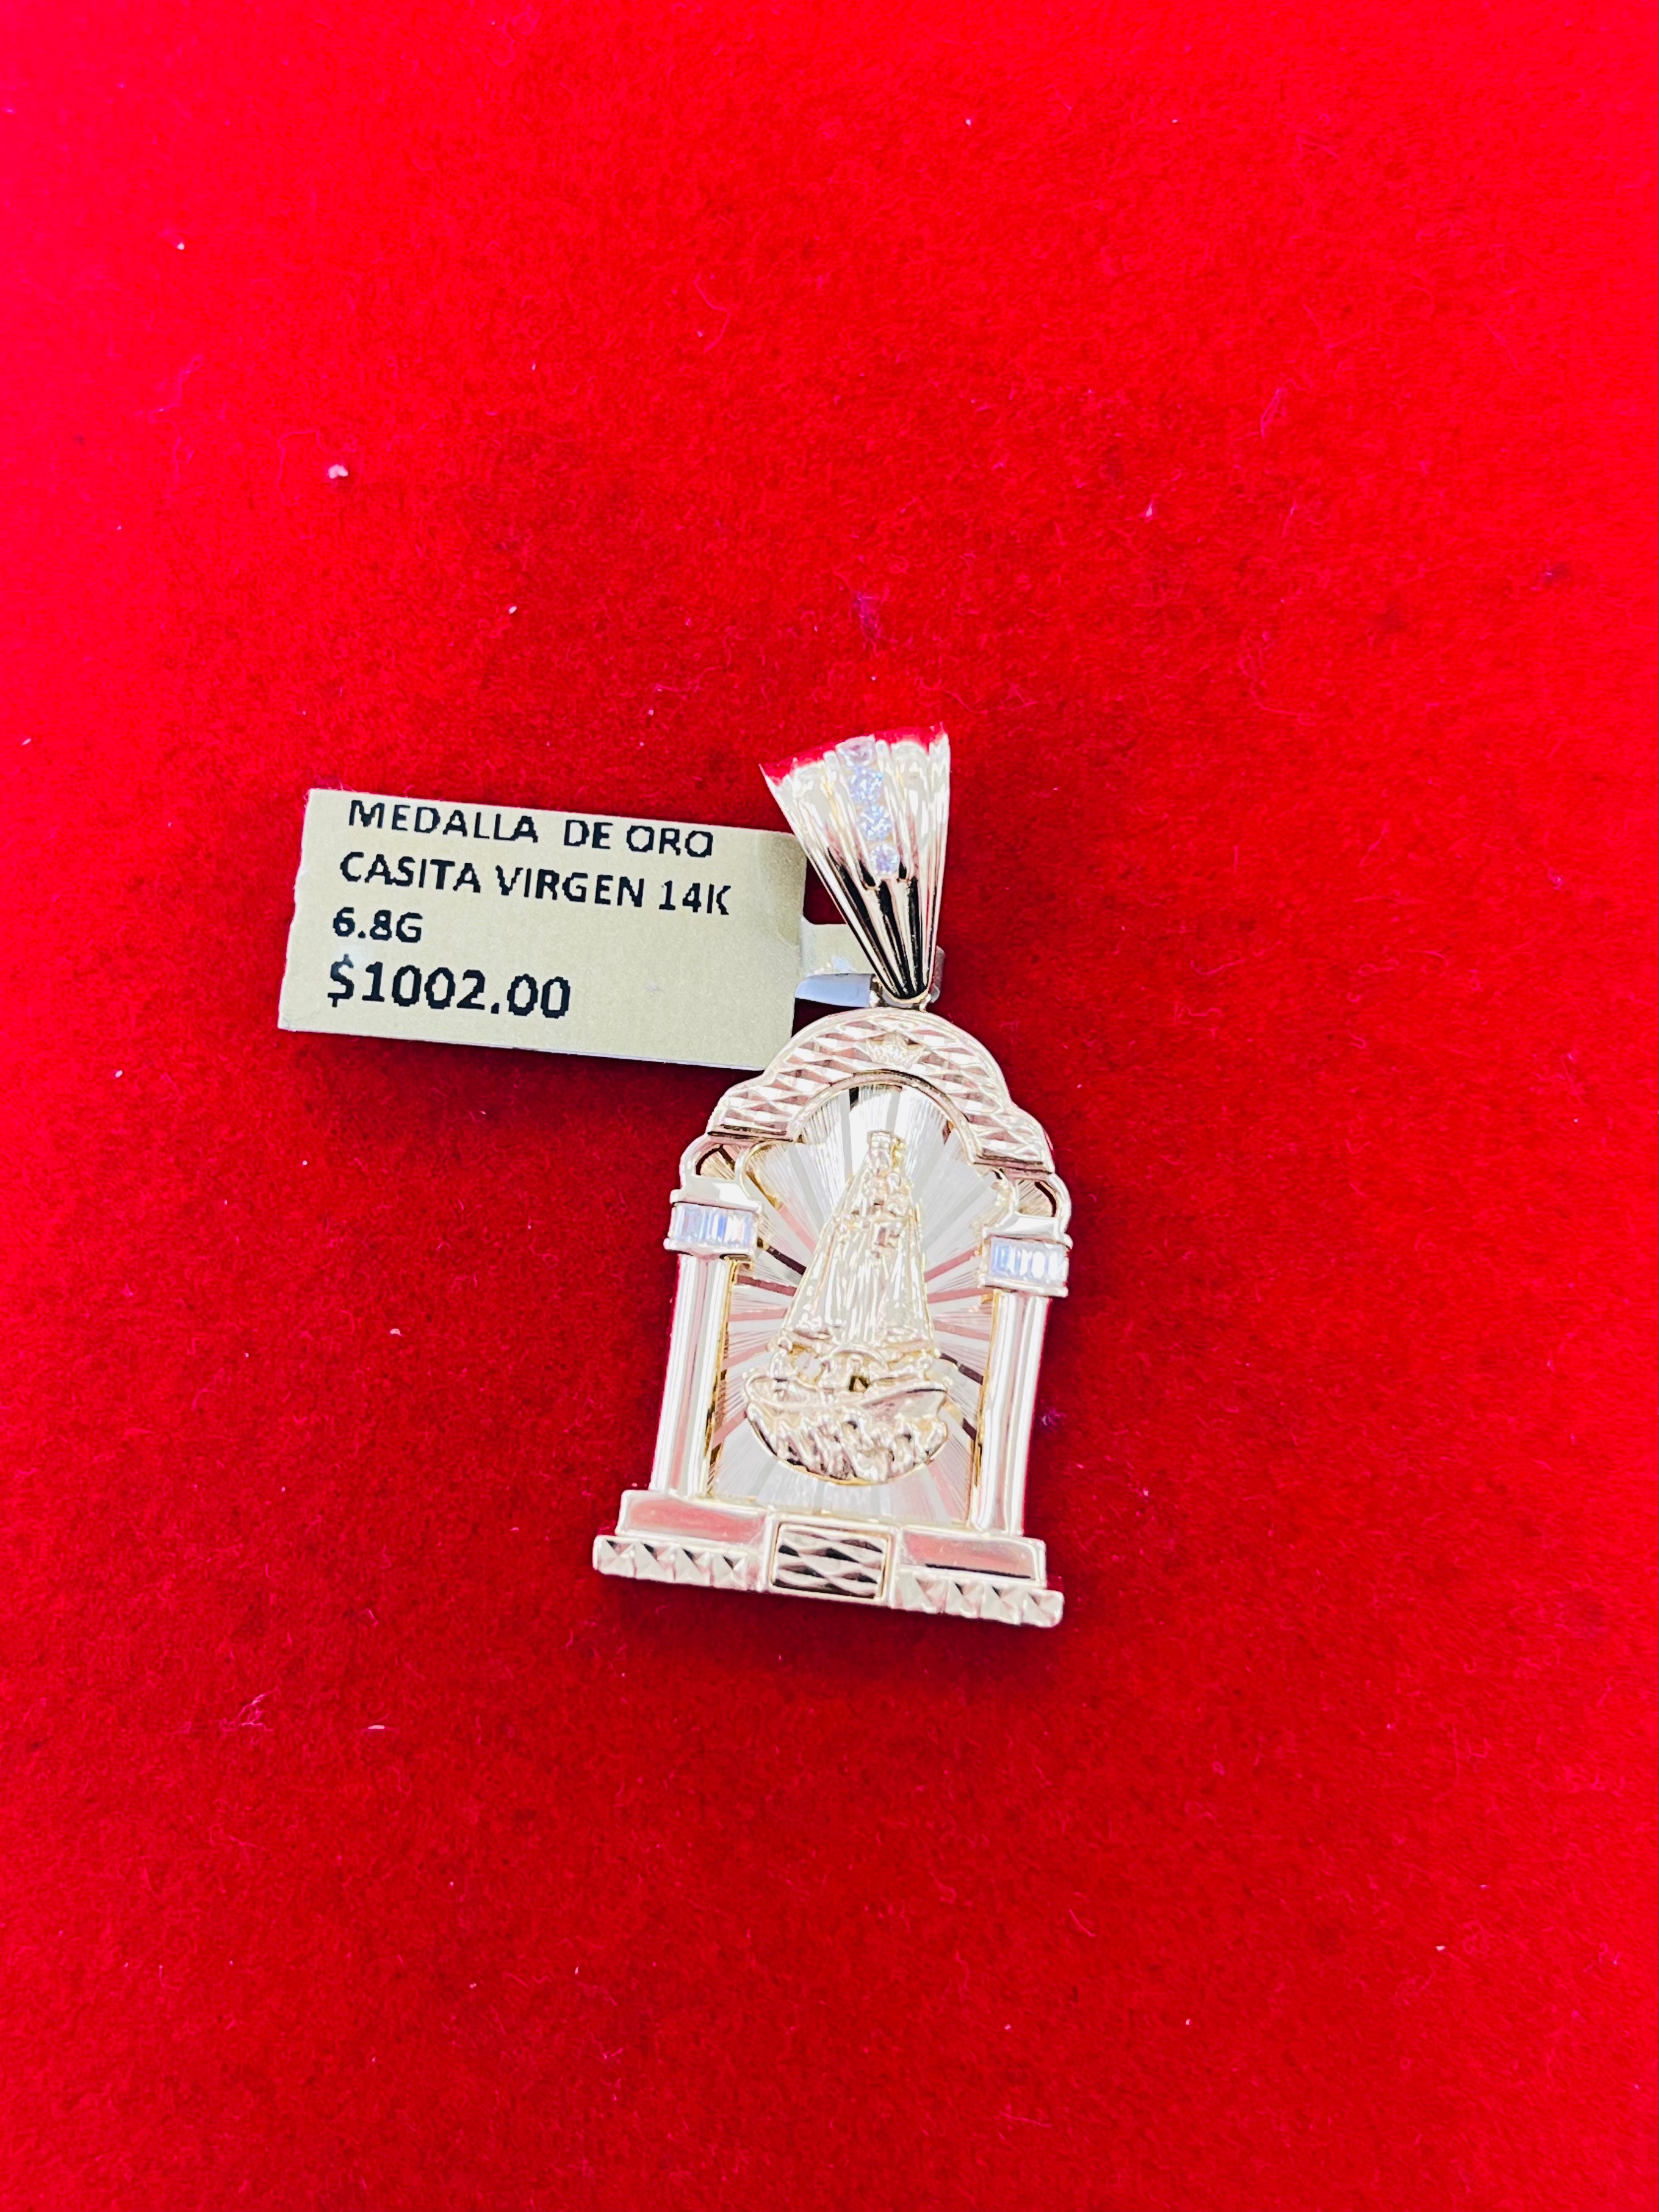 MEDALLA DE ORO
CASITA VIRGEN 14K
6.8G
$1002.00